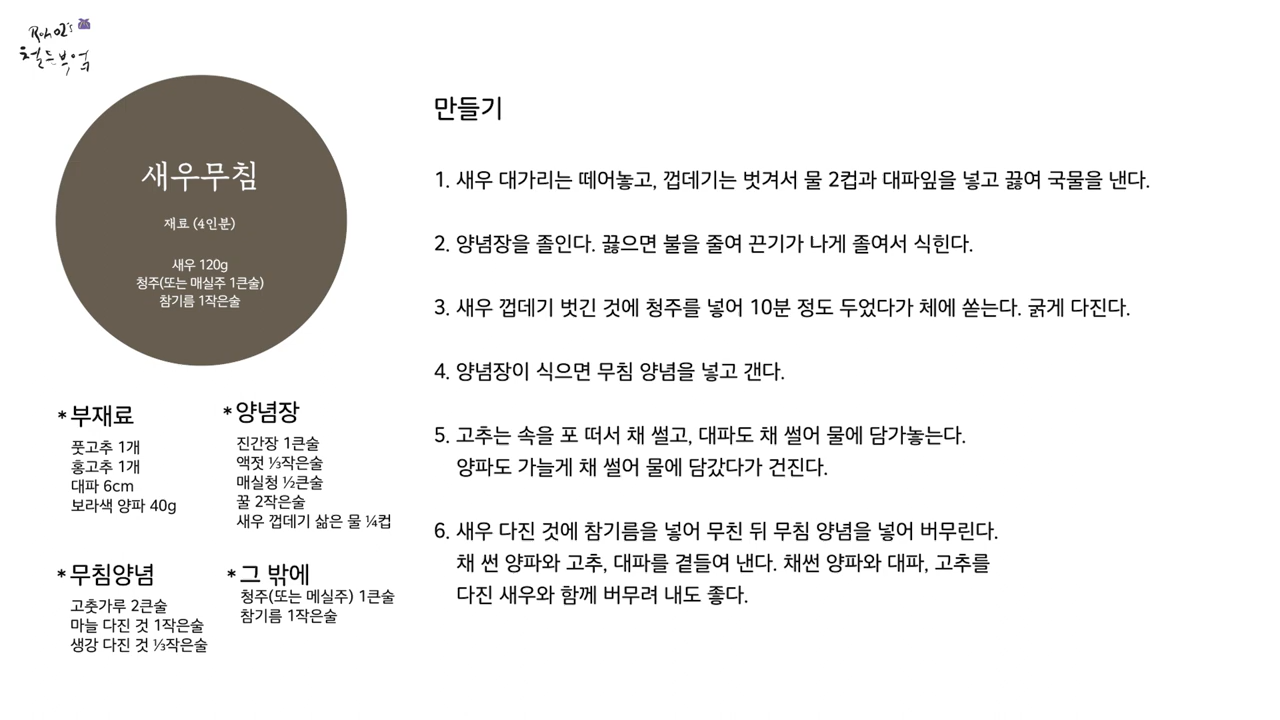 Roh 02's
철든부엌
새우무침
재료 (4인분)
새우 120g
청주(또는 매실주 1큰술)
참기름 1작은술
*부재료
풋고추 1개
홍고추 1개
대파 6cm
보라색 양파 40g
*양념장
진간장 1큰술
액젓 ⅓작은술
매실청 ½큰술
꿀 2작은술
새우 껍데기 삶은 물 ¼컵
*무침양념
고춧가루 2큰술
마늘 다진 것 1작은술
생강 다진 것 ⅓작은술
*그 밖에
청주(또는 메실주) 1큰술
참기름 1작은술
만들기
1. 새우 대가리는 떼어놓고, 껍데기는 벗겨서 물 2컵과 대파잎을 넣고 끓여 국물을 낸다.
2. 양념장을 졸인다. 끓으면 불을 줄여 끈기가 나게 졸여서 식힌다.
3. 새우 껍데기 벗긴 것에 청주를 넣어 10분 정도 두었다가 체에 쏟는다. 굵게 다진다.
4. 양념장이 식으면 무침 양념을 넣고 갠다.
5. 고추는 속을 포 떠서 채 썰고, 대파도 채 썰어 물에 담가놓는다.
양파도 가늘게 채 썰어 물에 담갔다가 건진다.
6. 새우 다진 것에 참기름을 넣어 무친 뒤 무침 양념을 넣어 버무린다.
채 썬 양파와 고추, 대파를 곁들여 낸다. 채썬 양파와 대파, 고추를
다진 새우와 함께 버무려 내도 좋다.